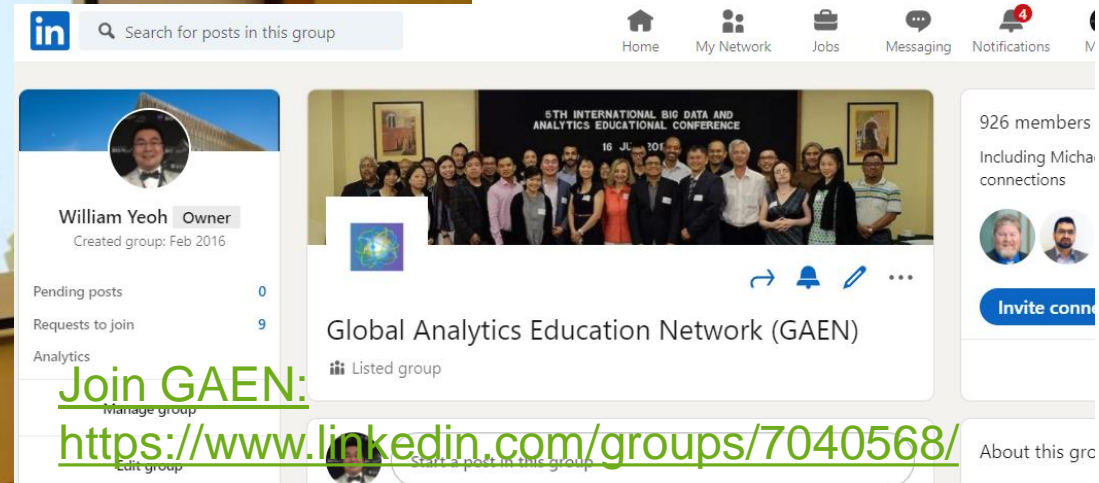 in
Search for posts in this group
Home
My Network
Jobs
Messaging
4
Notifications
M
5TH INTERNATIONAL BIG DATA AND
ANALYTICS EDUCATIONAL CONFERENCE
16
William Yeoh Owner
Created group: Feb 2016
Pending posts 0
Requests to join 9
Analytics
Manage group
Edit group
Global Analytics Education Network (GAEN)
Listed group
Start a post in this group
Join GAEN:
https://www.linkedin.com/groups/7040568/
926 members
Including Michae
connections
Invite conne
About this gro